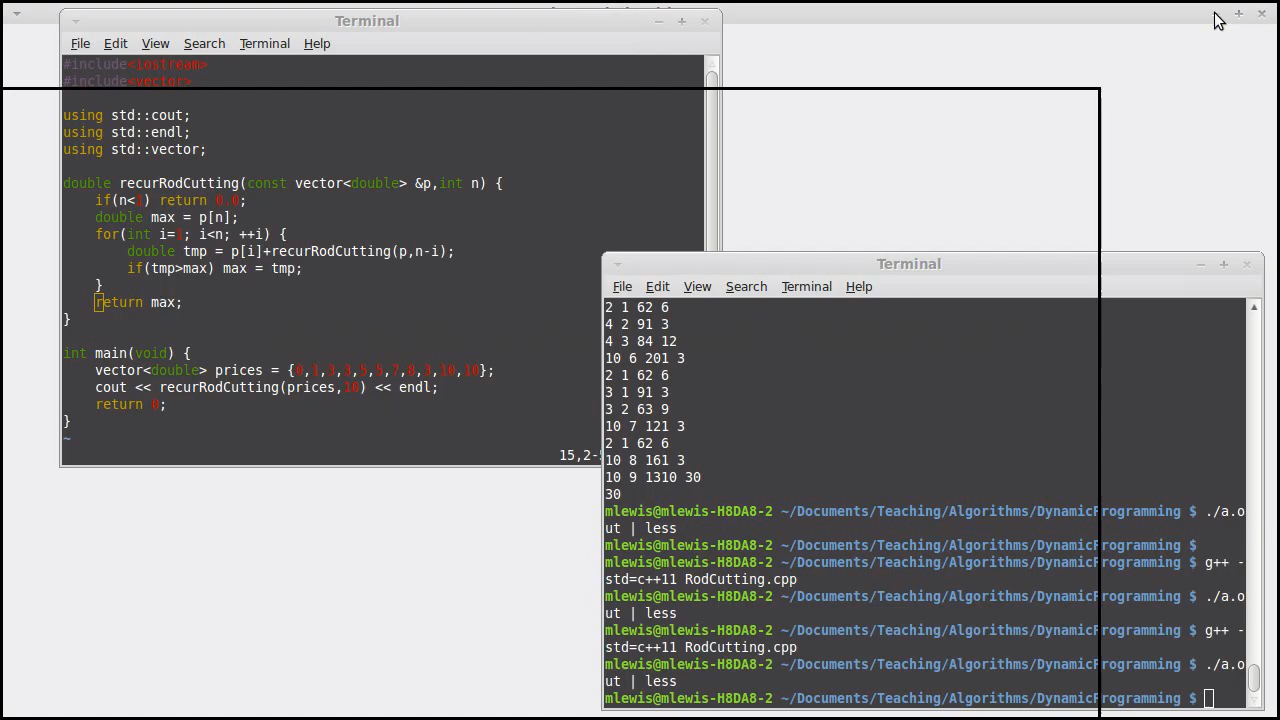 Terminal
File Edit View Search Terminal Help
#include<iostream>
#include<vector>
using std::cout;
using std::endl;
using std::vector;
double recurRodCutting(const vector<double> &p,int n) {
if(n<1) return 0.0;
double max = p[n];
for(int i=1; i<n; ++i) {
double tmp = p[i]+recurRodCutting(p,n-i);
if(tmp>max) max = tmp;
}
return max;
}
int main(void) {
vector<double> prices = {0,1,3,3,5,5,7,8,3,10,10};
cout << recurRodCutting(prices,10) << endl;
return 0;
}
~
Terminal
File Edit View Search Terminal Help
2 1 62 6
4 2 91 3
4 3 84 12
10 6 201 3
2 1 62 6
3 1 91 3
3 2 63 9
10 7 121 3
2 1 62 6
10 8 161 3
10 9 1310 30
30
mlewis@mlewis-H8DA8-2 ~/Documents/Teaching/Algorithms/DynamicProgramming $ ./a.o
ut | less
mlewis@mlewis-H8DA8-2 ~/Documents/Teaching/Algorithms/DynamicProgramming $
mlewis@mlewis-H8DA8-2 ~/Documents/Teaching/Algorithms/DynamicProgramming $ g++ -
std=c++11 RodCutting.cpp
mlewis@mlewis-H8DA8-2 ~/Documents/Teaching/Algorithms/DynamicProgramming $ ./a.o
ut | less
mlewis@mlewis-H8DA8-2 ~/Documents/Teaching/Algorithms/DynamicProgramming $ g++ -
std=c++11 RodCutting.cpp
mlewis@mlewis-H8DA8-2 ~/Documents/Teaching/Algorithms/DynamicProgramming $ ./a.o
ut | less
mlewis@mlewis-H8DA8-2 ~/Documents/Teaching/Algorithms/DynamicProgramming $